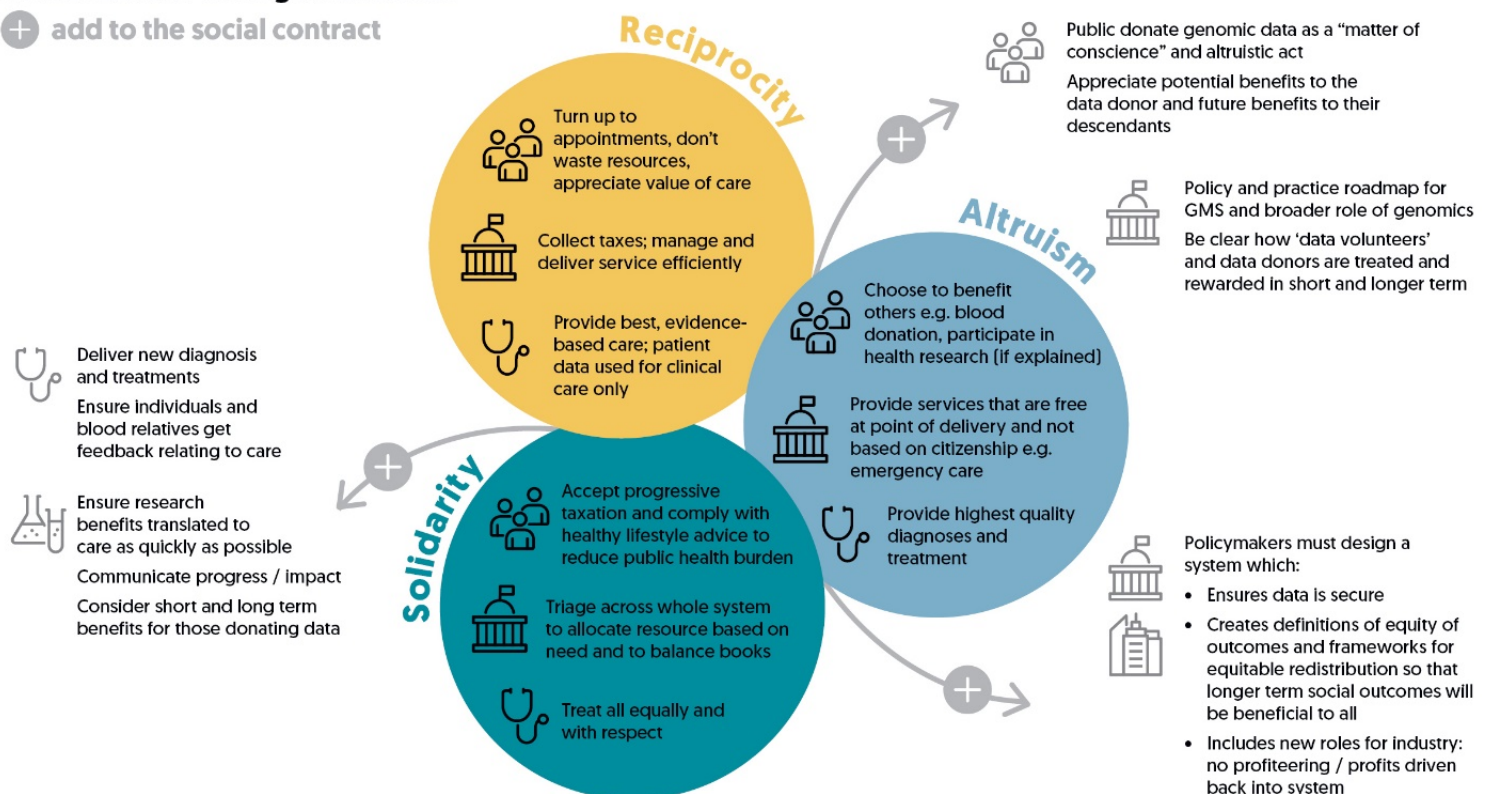 add to the social contract
Reciprocity
Turn up to
appointments, don't
waste resources,
appreciate value of care
Collect taxes; manage and
deliver service efficiently
Provide best, evidence-
based care; patient
data used for clinical
care only
Altruism
Choose to benefit
others e.g. blood
donation, participate in
health research (if explained)
Provide services that are free
at point of delivery and not
based on citizenship e.g.
emergency care
Provide highest quality
diagnoses and
treatment
Solidarity
Accept progressive
taxation and comply with
healthy lifestyle advice to
reduce public health burden
Triage across whole system
to allocate resource based on
need and to balance books
Treat all equally and
with respect
Public donate genomic data as a “matter of
conscience” and altruistic act
Appreciate potential benefits to the
data donor and future benefits to their
descendants
Policy and practice roadmap for
GMS and broader role of genomics
Be clear how ‘data volunteers’
and data donors are treated and
rewarded in short and longer term
Deliver new diagnosis
and treatments
Ensure individuals and
blood relatives get
feedback relating to care
Ensure research
benefits translated to
care as quickly as possible
Communicate progress / impact
Consider short and long term
benefits for those donating data
Policymakers must design a
system which:
• Ensures data is secure
• Creates definitions of equity of
outcomes and frameworks for
equitable redistribution so that
longer term social outcomes will
be beneficial to all
• Includes new roles for industry:
no profiteering / profits driven
back into system